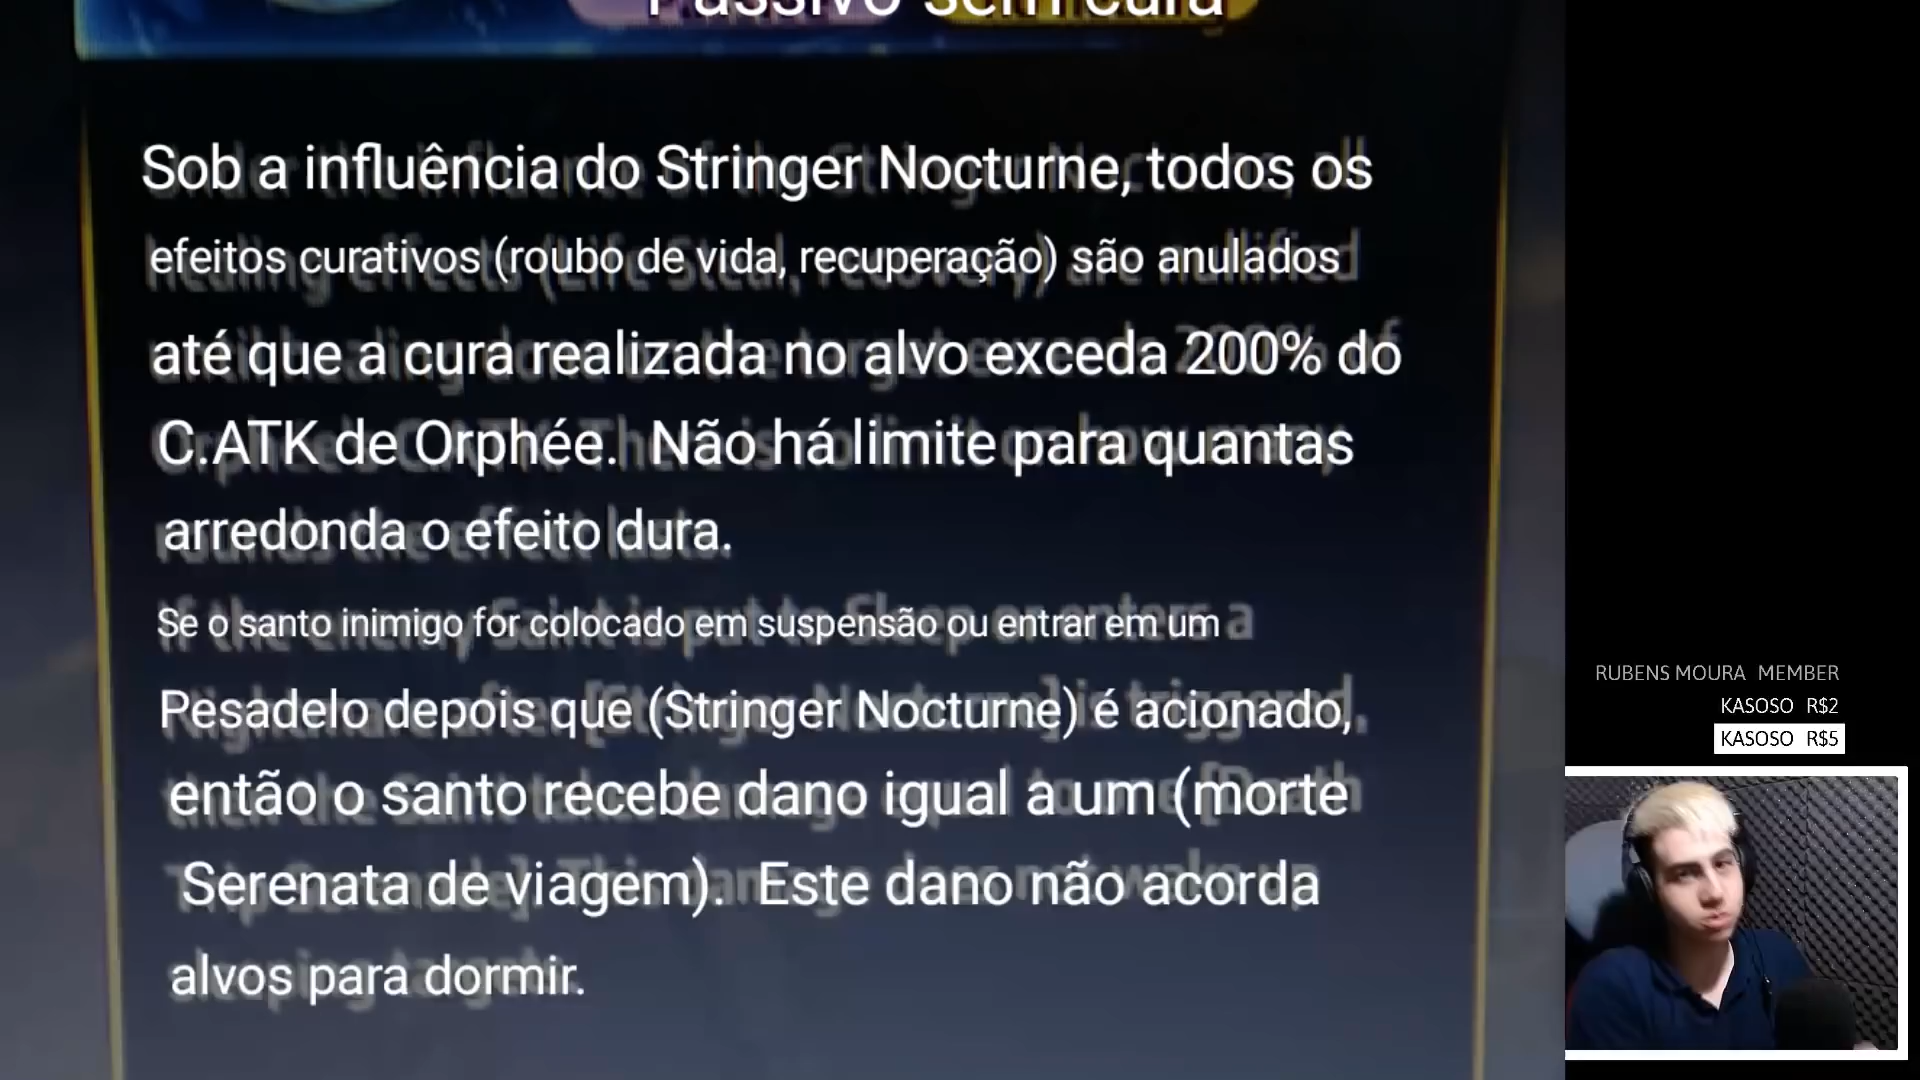 Passivo sem cura
Sob a influência do Stringer Nocturne, todos os
efeitos curativos (roubo de vida, recuperação) são anulados
até que a cura realizada no alvo exceda 200% do
C.ATK de Orphée. Não há limite para quantas
arredonda o efeito dura.
Se o santo inimigo for colocado em suspensão ou entrar em um
Pesadelo depois que (Stringer Nocturne) é acionado,
então o santo recebe dano igual a um (morte
Serenata de viagem). Este dano não acorda
alvos para dormir.
RUBENS MOURA MEMBER
KASOSO R$2
KASOSO R$5